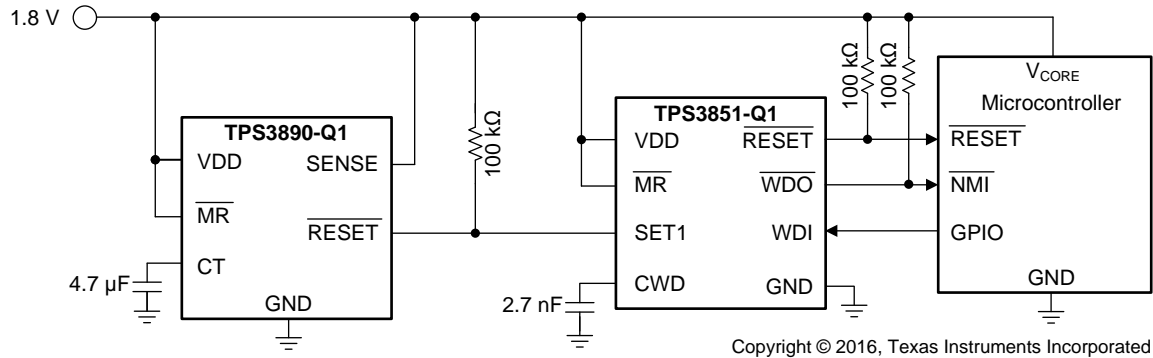 1.8 V
100 kΩ
100 kΩ
100 kΩ
V_CORE
Microcontroller
RESET
NMI
GPIO
GND
TPS3890-Q1
VDD
SENSE
MR
RESET
CT
GND
4.7 µF
TPS3851-Q1
VDD
RESET
MR
WDO
SET1
WDI
CWD
GND
2.7 nF
Copyright © 2016, Texas Instruments Incorporated